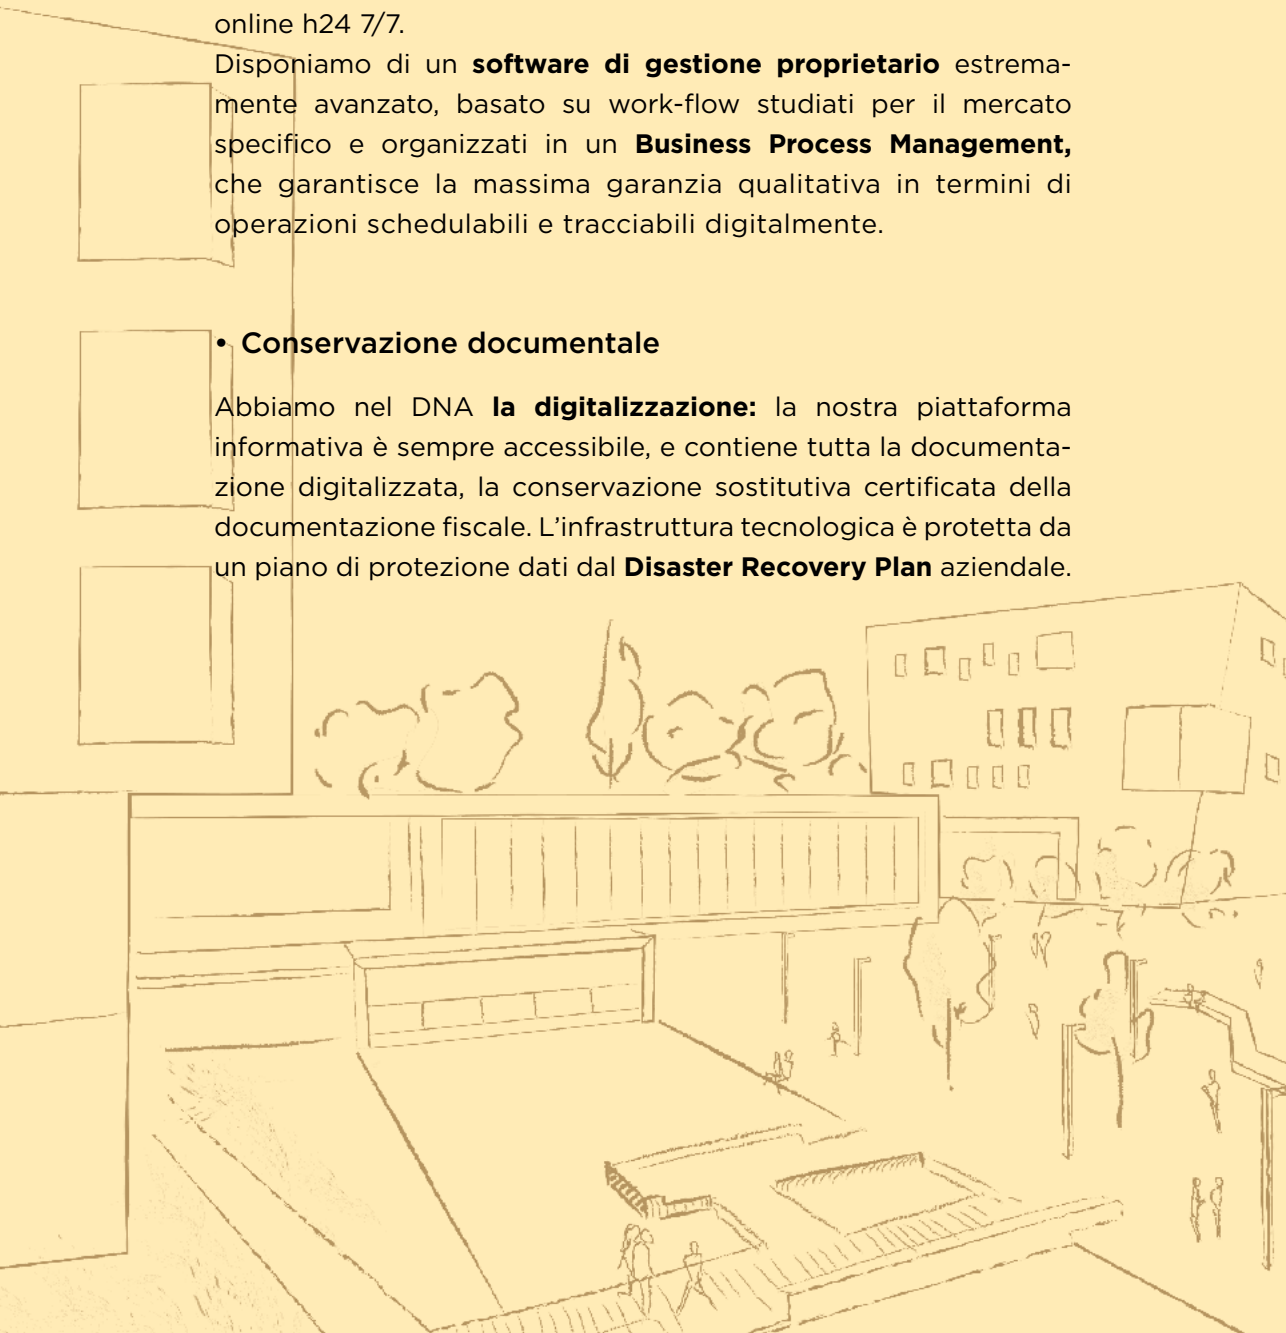 online h24 7/7.
Disponiamo di un software di gestione proprietario estrema-
mente avanzato, basato su work-flow studiati per il mercato
specifico e organizzati in un Business Process Management,
che garantisce la massima garanzia qualitativa in termini di
operazioni schedulabili e tracciabili digitalmente.
• Conservazione documentale
Abbiamo nel DNA la digitalizzazione: la nostra piattaforma
informativa è sempre accessibile, e contiene tutta la documenta-
zione digitalizzata, la conservazione sostitutiva certificata della
documentazione fiscale. L’infrastruttura tecnologica è protetta da
un piano di protezione dati dal Disaster Recovery Plan aziendale.